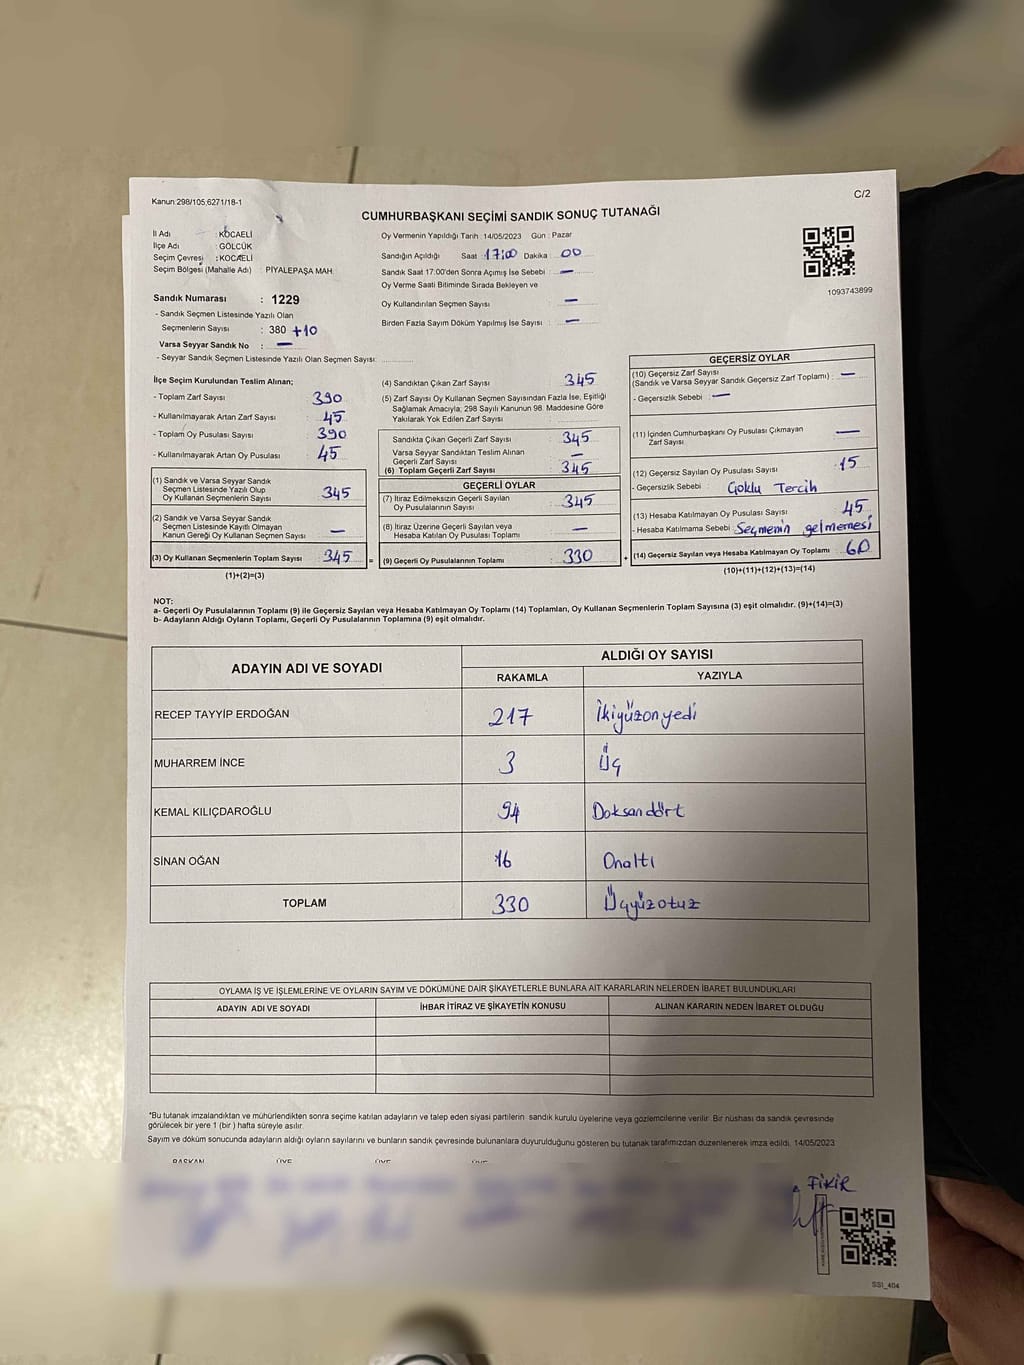 Kanun:298/105,6271/18-1
C/2
CUMHURBAŞKANI SEÇİMİ SANDIK SONUÇ TUTANAĞI
İl Adı : KOCAELİ
İlçe Adı : GÖLCÜK
Seçim Çevresi : KOCAELİ
Seçim Bölgesi (Mahalle Adı) : PİYALEPAŞA MAH.
Sandık Numarası : 1229
- Sandık Seçmen Listesinde Yazılı Olan
Seçmenlerin Sayısı : 380 +10
Varsa Seyyar Sandık No : —
- Seyyar Sandık Seçmen Listesinde Yazılı Olan Seçmen Sayısı:
Oy Vermenin Yapıldığı Tarih : 14/05/2023 Gün : Pazar
Sandığın Açıldığı Saat 17:00 Dakika : 00
Sandık Saat 17:00'den Sonra Açımış İse Sebebi : —
Oy Verme Saati Bitiminde Sırada Bekleyen ve
Oy Kullandırılan Seçmen Sayısı : —
Birden Fazla Sayım Döküm Yapılmış İse Sayısı : —
1093743899
İlçe Seçim Kurulundan Teslim Alınan;
- Toplam Zarf Sayısı : 390
- Kullanılmayarak Artan Zarf Sayısı : 45
- Toplam Oy Pusulası Sayısı : 390
- Kullanılmayarak Artan Oy Pusulası : 45
(1) Sandık ve Varsa Seyyar Sandık
Seçmen Listesinde Yazılı Olup
Oy Kullanan Seçmenlerin Sayısı : 345
(2) Sandık ve Varsa Seyyar Sandık
Seçmen Listesinde Kayıtlı Olmayan
Kanun Gereği Oy Kullanan Seçmen Sayısı : —
(3) Oy Kullanan Seçmenlerin Toplam Sayısı : 345 =
(1)+(2)=(3)
(4) Sandıktan Çıkan Zarf Sayısı : 345
(5) Zarf Sayısı Oy Kullanan Seçmen Sayısından Fazla İse, Eşitliği
Sağlamak Amacıyla; 298 Sayılı Kanunun 98. Maddesine Göre
Yakılarak Yok Edilen Zarf Sayısı :
Sandıkta Çıkan Geçerli Zarf Sayısı : 345
Varsa Seyyar Sandıktan Teslim Alınan
Geçerli Zarf Sayısı : —
(6) Toplam Geçerli Zarf Sayısı : 345
GEÇERLİ OYLAR
(7) İtiraz Edilmeksizin Geçerli Sayılan
Oy Pusulalarının Sayısı : 345
(8) İtiraz Üzerine Geçerli Sayılan veya
Hesaba Katılan Oy Pusulası Toplamı : —
(9) Geçerli Oy Pusulalarının Toplamı : 330 +
GEÇERSİZ OYLAR
(10) Geçersiz Zarf Sayısı
(Sandık ve Varsa Seyyar Sandık Geçersiz Zarf Toplamı) : —
- Geçersizlik Sebebi : —
(11) İçinden Cumhurbaşkanı Oy Pusulası Çıkmayan
Zarf Sayısı : —
(12) Geçersiz Sayılan Oy Pusulası Sayısı : 15
- Geçersizlik Sebebi : Çoklu Tercih
(13) Hesaba Katılmayan Oy Pusulası Sayısı : 45
- Hesaba Katılmama Sebebi : Seçmenin gelmemesi
(14) Geçersiz Sayılan veya Hesaba Katılmayan Oy Toplamı : 60
(10)+(11)+(12)+(13)=(14)
NOT:
a- Geçerli Oy Pusulalarının Toplamı (9) ile Geçersiz Sayılan veya Hesaba Katılmayan Oy Toplamı (14) Toplamları, Oy Kullanan Seçmenlerin Toplam Sayısına (3) eşit olmalıdır. (9)+(14)=(3)
b- Adayların Aldığı Oyların Toplamı, Geçerli Oy Pusulalarının Toplamına (9) eşit olmalıdır.
ADAYIN ADI VE SOYADI
ALDIĞI OY SAYISI
RAKAMLA YAZIYLA
RECEP TAYYİP ERDOĞAN 217 İkiyüzonyedi
MUHARREM İNCE 3 Üç
KEMAL KILIÇDAROĞLU 94 Doksandört
SİNAN OĞAN 16 Onaltı
TOPLAM 330 Üçyüzotuz
OYLAMA İŞ VE İŞLEMLERİNE VE OYLARIN SAYIM VE DÖKÜMÜNE DAİR ŞİKAYETLERLE BUNLARA AİT KARARLARIN NELERDEN İBARET BULUNDUKLARI
ADAYIN ADI VE SOYADI İHBAR İTİRAZ VE ŞİKAYETİN KONUSU ALINAN KARARIN NEDEN İBARET OLDUĞU
*Bu tutanak imzalandıktan ve mühürlendikten sonra seçime katılan adayların ve talep eden siyasi partilerin sandık kurulu üyelerine veya gözlemcilerine verilir. Bir nüshası da sandık çevresinde
görülecek bir yere 1 (bir ) hafta süreyle asılır.
Sayım ve döküm sonucunda adayların aldığı oyların sayılarını ve bunların sandık çevresinde bulunanlara duyurulduğunu gösteren bu tutanak tarafımızdan düzenlenerek imza edildi. 14/05/2023
BAŞKAN ÜYE ÜYE ÜYE
FİKİR
SS1_404